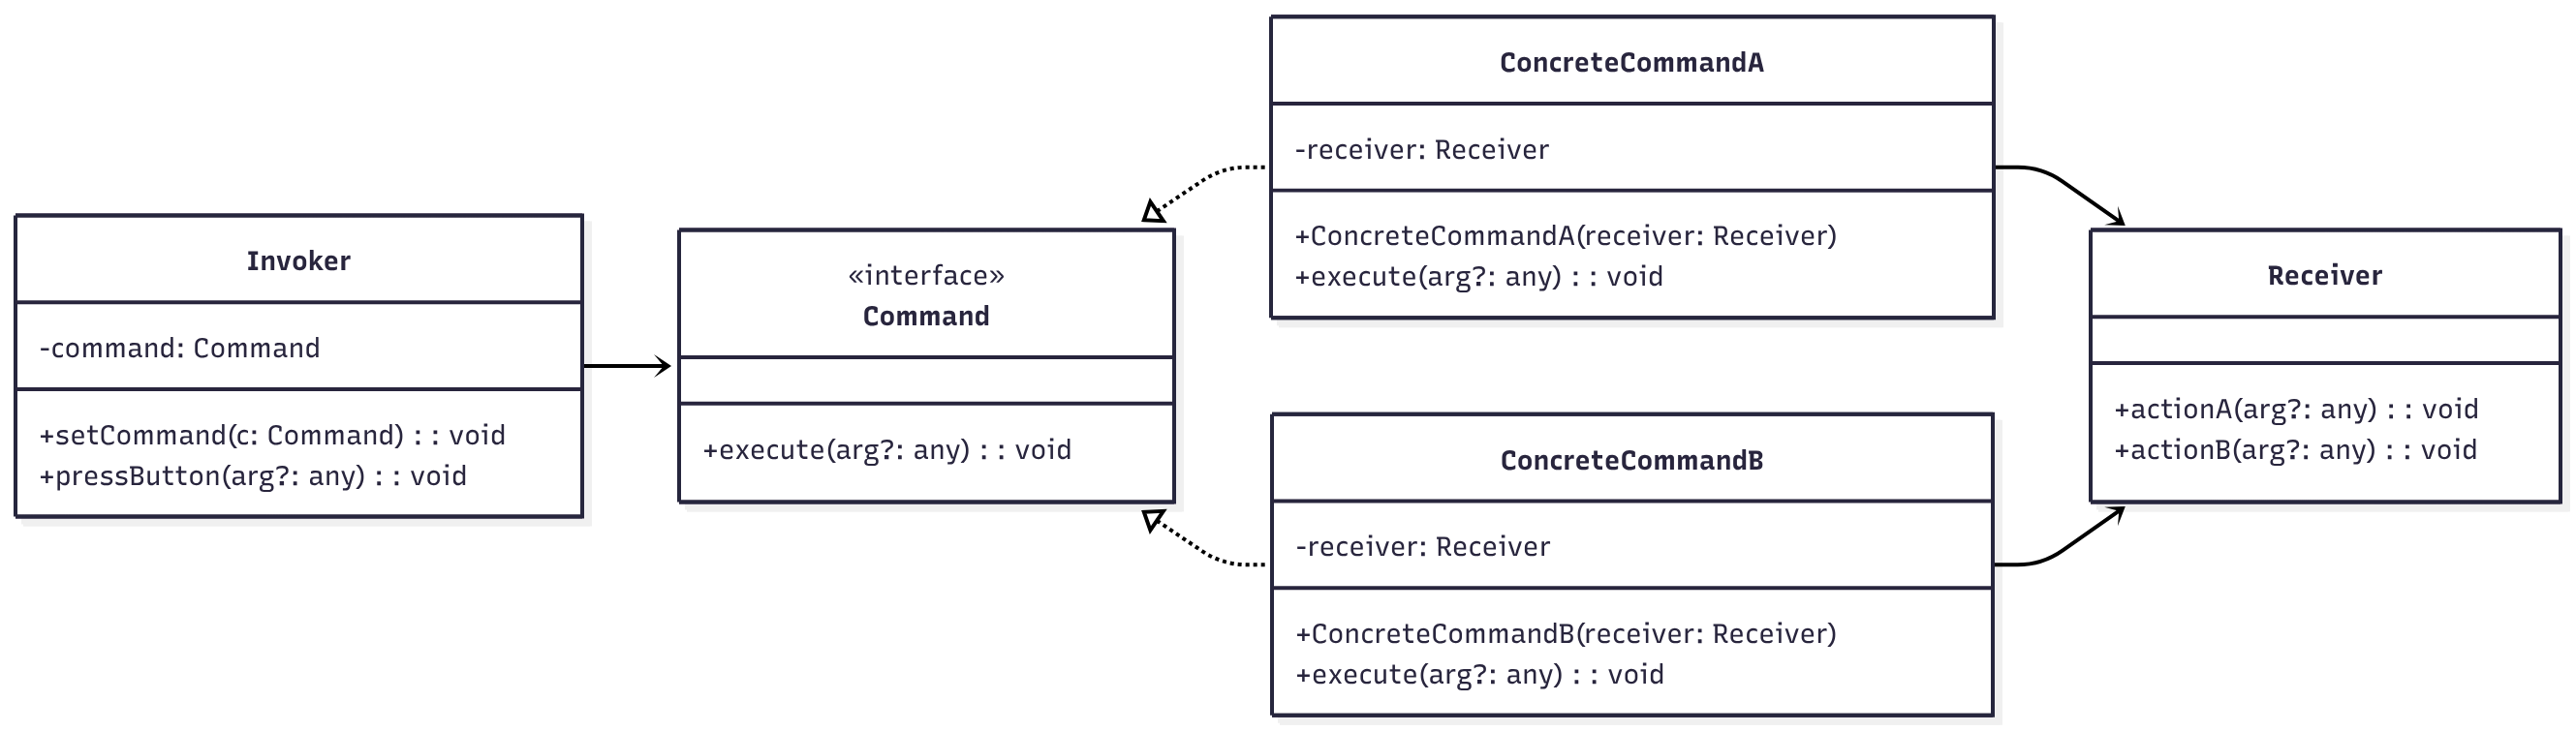 Invoker
-command: Command
+setCommand(c: Command) : : void
+pressButton(arg?: any) : : void
«interface»
Command
+execute(arg?: any) : : void
ConcreteCommandA
-receiver: Receiver
+ConcreteCommandA(receiver: Receiver)
+execute(arg?: any) : : void
ConcreteCommandB
-receiver: Receiver
+ConcreteCommandB(receiver: Receiver)
+execute(arg?: any) : : void
Receiver
+actionA(arg?: any) : : void
+actionB(arg?: any) : : void